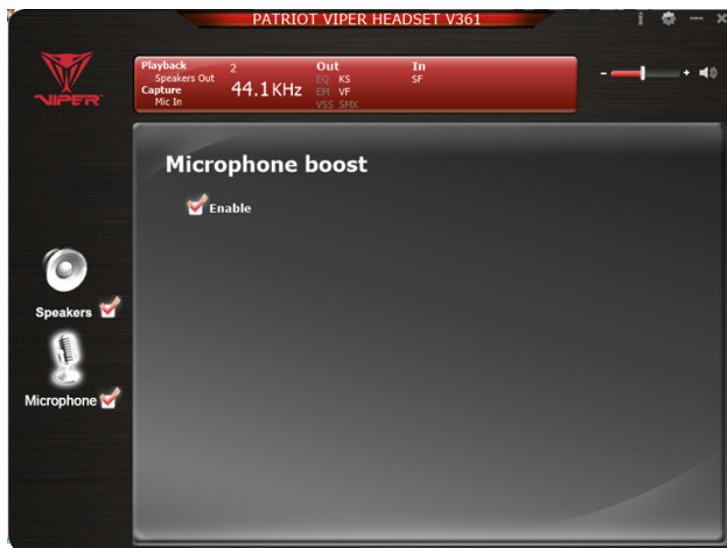 PATRIOT VIPER HEADSET V361
VIPER
Playback 2 Out In
Speakers Out EQ KS SF
Capture 44.1KHz EM VF
Mic In VSS SMX
- +
Microphone boost
Enable
Speakers
Microphone